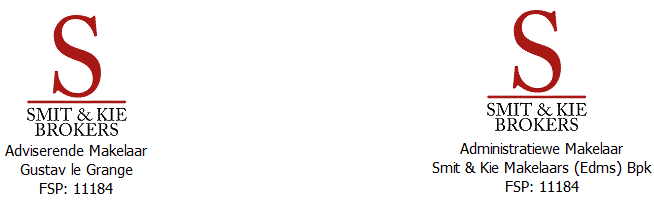 S
SMIT & KIE
BROKERS
Adviserende Makelaar
Gustav le Grange
FSP: 11184
S
SMIT & KIE
BROKERS
Administratiewe Makelaar
Smit & Kie Makelaars (Edms) Bpk
FSP: 11184